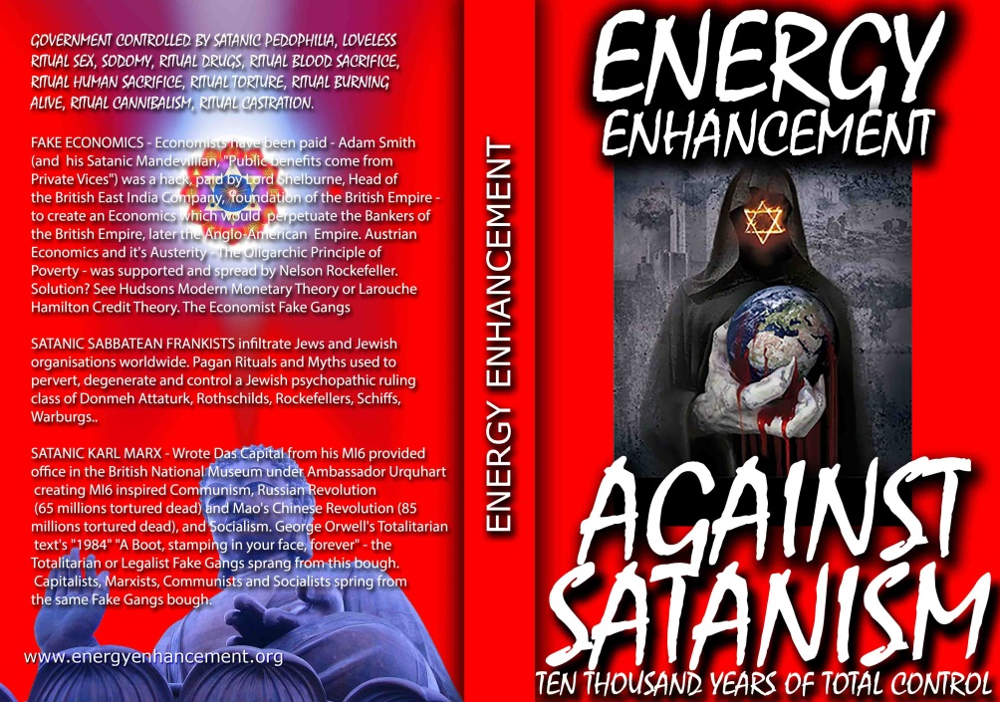 GOVERNMENT CONTROLLED BY SATANIC PEDOPHILIA, LOVELESS
RITUAL SEX, SODOMY, RITUAL DRUGS, RITUAL BLOOD SACRIFICE,
RITUAL HUMAN SACRIFICE, RITUAL TORTURE, RITUAL BURNING
ALIVE, RITUAL CANNIBALISM, RITUAL CASTRATION.
FAKE ECONOMICS - Economists have been paid - Adam Smith
(and his Satanic Mandevillian, "Public benefits come from
Private Vices") was a hack, paid by Lord Shelburne, Head of
the British East India Company, foundation of the British Empire -
to create an Economics which would perpetuate the Bankers of
the British Empire, later the Anglo-American Empire. Austrian
Economics and it's Austerity - The Oligarchic Principle of
Poverty - was supported and spread by Nelson Rockefeller.
Solution? See Hudsons Modern Monetary Theory or Larouche
Hamilton Credit Theory. The Economist Fake Gangs
SATANIC SABBATEAN FRANKISTS infiltrate Jews and Jewish
organisations worldwide. Pagan Rituals and Myths used to
pervert, degenerate and control a Jewish psychopathic ruling
class of Donmeh Attaturk, Rothschilds, Rockefellers, Schiffs,
Warburgs..
SATANIC KARL MARX - Wrote Das Capital from his MI6 provided
office in the British National Museum under Ambassador Urquhart
creating MI6 inspired Communism, Russian Revolution
(65 millions tortured dead) and Mao's Chinese Revolution (85
millions tortured dead), and Socialism. George Orwell's Totalitarian
text's "1984" "A Boot, stamping in your face, forever" - the
Totalitarian or Legalist Fake Gangs sprang from this bough.
Capitalists, Marxists, Communists and Socialists spring from
the same Fake Gangs bough.
www.energyenhancement.org
ENERGY ENHANCEMENT
ENERGY
ENHANCEMENT
AGAINST
SATANISM
TEN THOUSAND YEARS OF TOTAL CONTROL